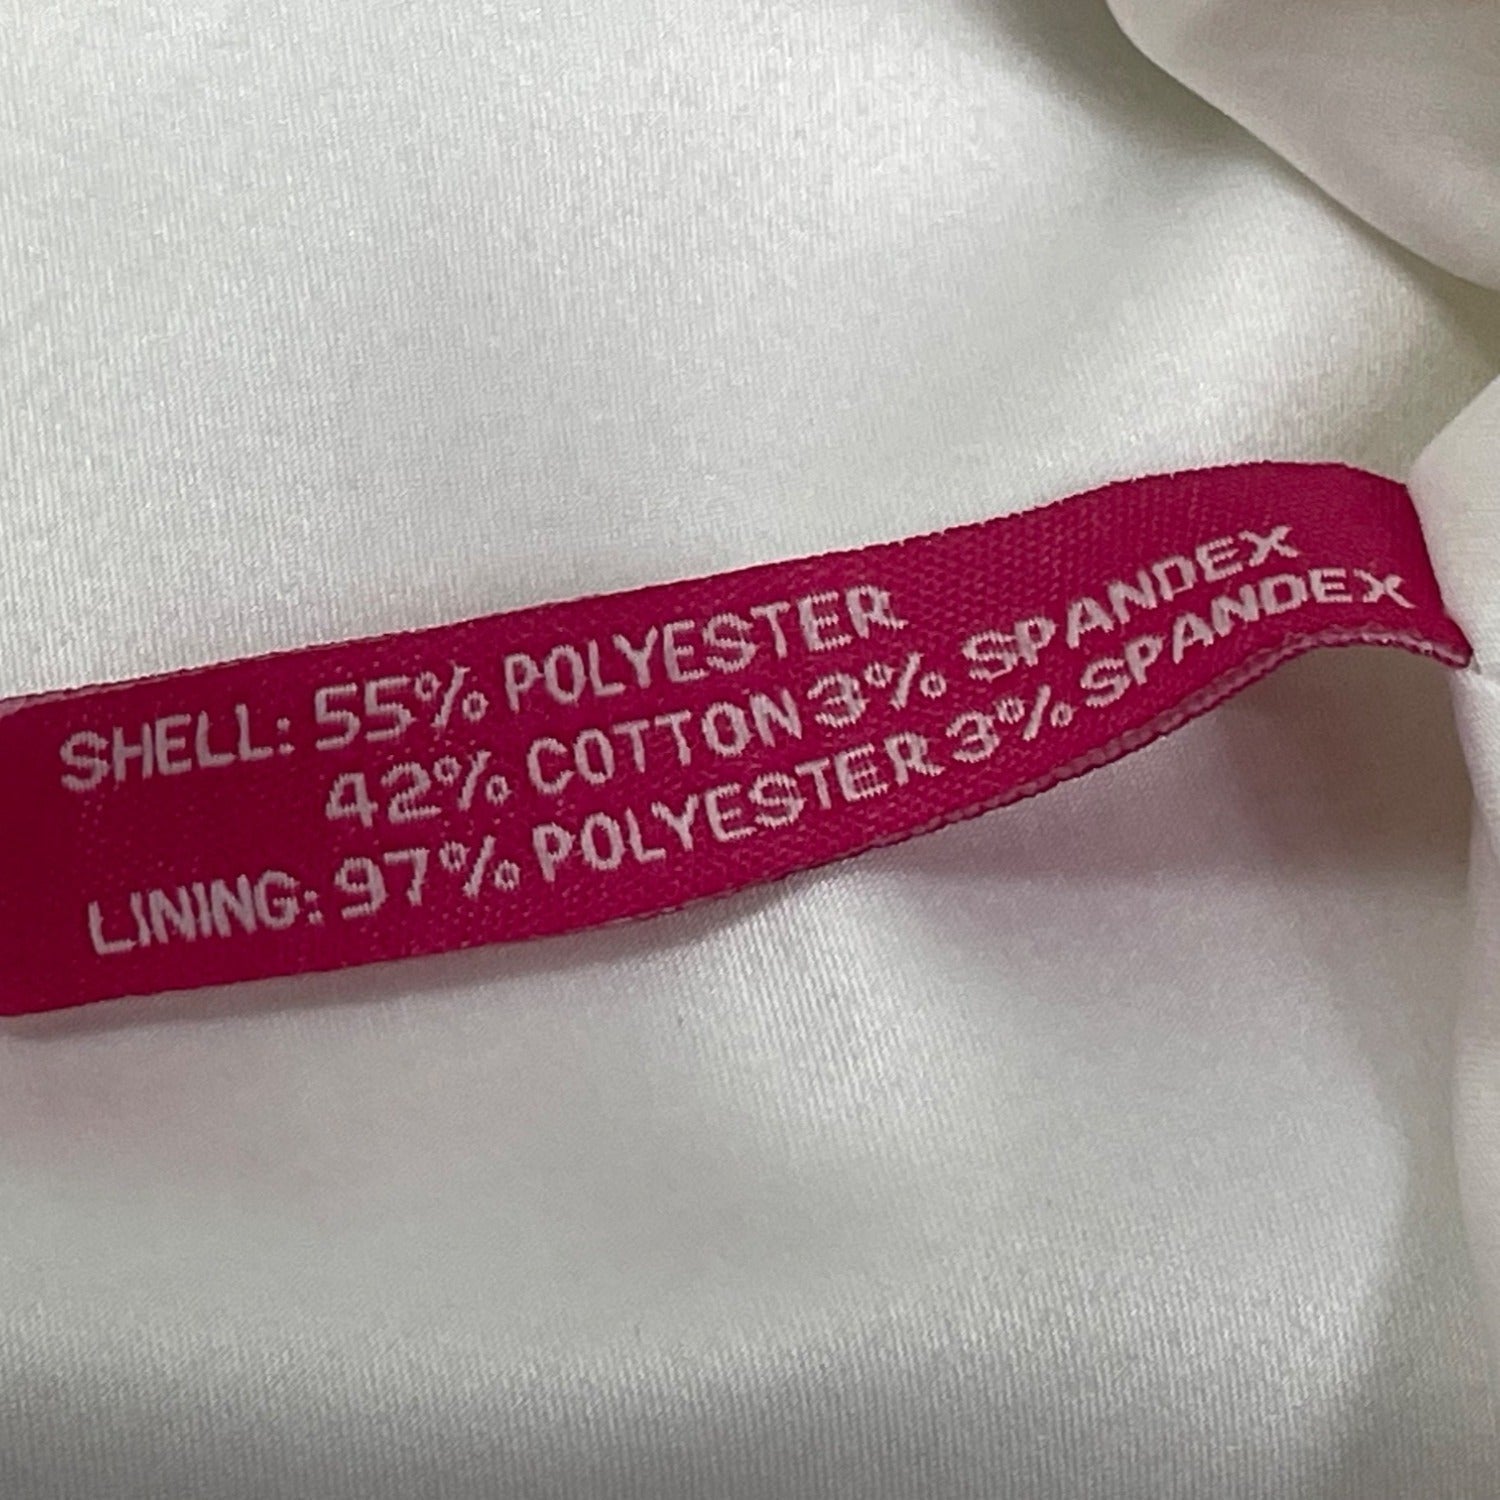 SHELL: 55% POLYESTER
42% COTTON 3% SPANDEX
LINING: 97% POLYESTER 3% SPANDEX